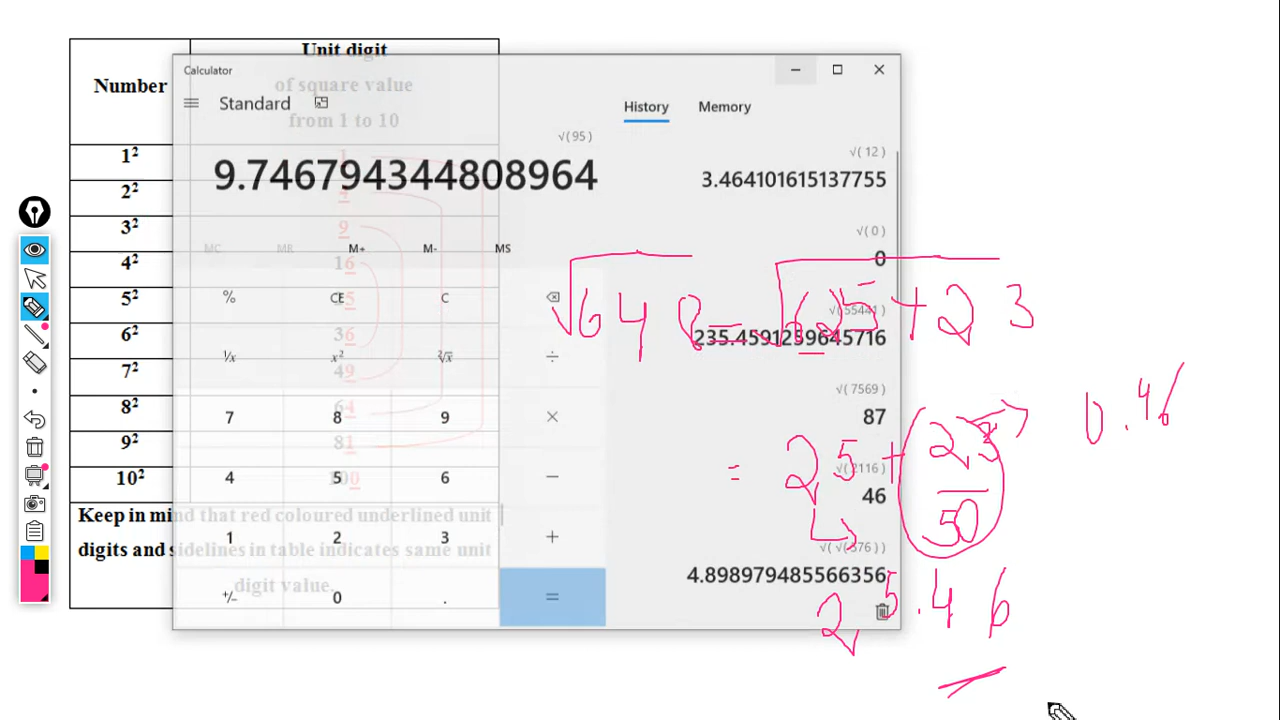 Unit digit
Number
of square value
from 1 to 10
1²
2²
3²
4²
5²
6²
7²
8²
9²
10²
1
4
9
16
25
36
49
64
81
100
Keep in mind that red coloured underlined unit
digits and sidelines in table indicates same unit
digit value.
Calculator
Standard
√(95)
9.746794344808964
MC MR M+ M- MS
% CE C
¹/x x² ²√x ÷
7 8 9 ×
4 5 6 −
1 2 3 +
+/− 0 . =
History Memory
√(12)
3.464101615137755
√(0)
0
√(55441)
235.4591259645716
√(7569)
87
√(2116)
46
√(√(576))
4.898979485566356
√648 = √625+23
= 25 + 23/50 → 0.46
25.46